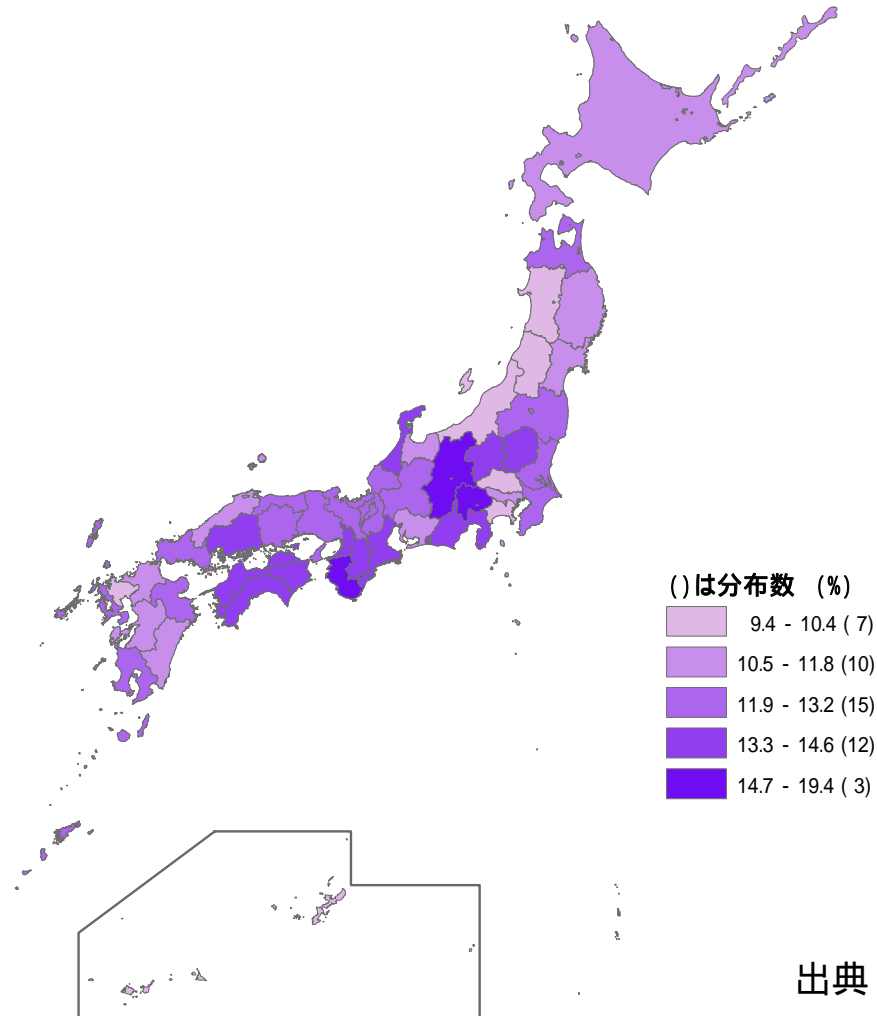 ()は分布数 (%)
9.4 - 10.4 ( 7)
10.5 - 11.8 (10)
11.9 - 13.2 (15)
13.3 - 14.6 (12)
14.7 - 19.4 ( 3)
出典